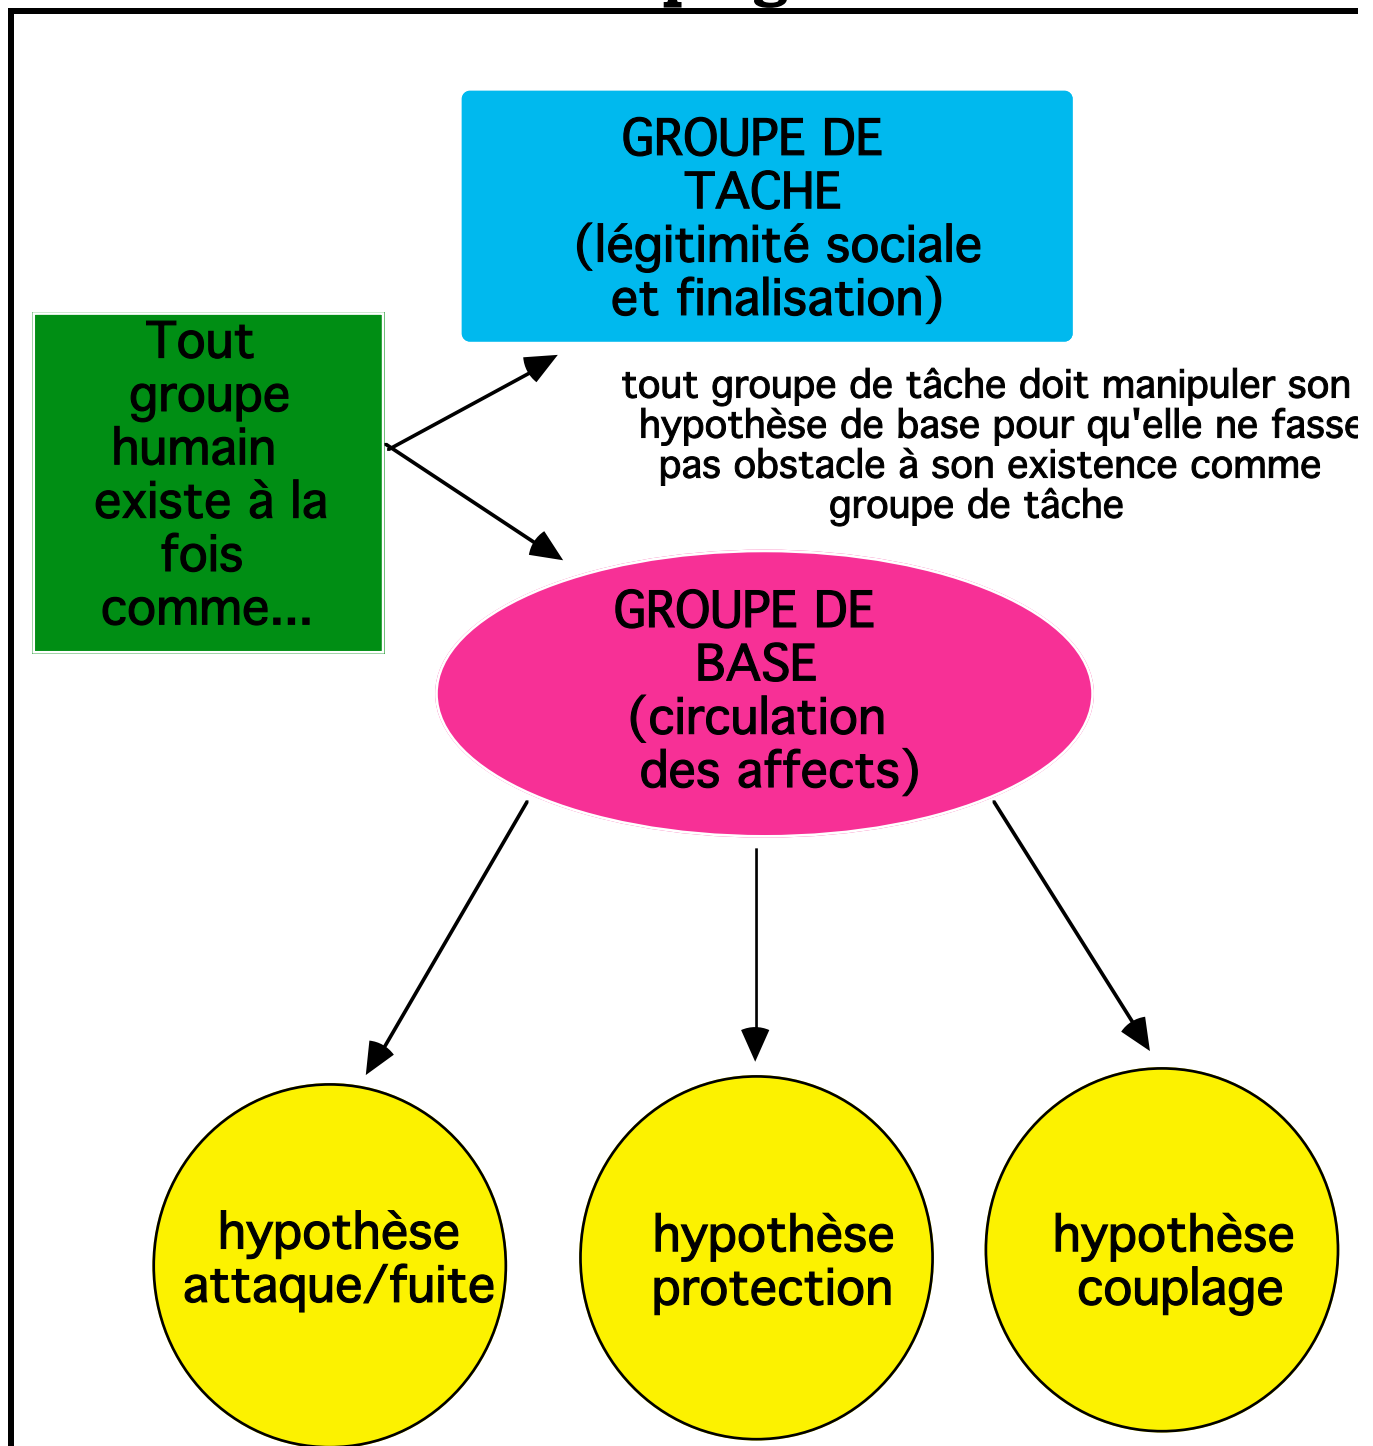 Tout
groupe
humain
existe à la
fois
comme...
GROUPE DE
TACHE
(légitimité sociale
et finalisation)
tout groupe de tâche doit manipuler son
hypothèse de base pour qu'elle ne fasse
pas obstacle à son existence comme
groupe de tâche
GROUPE DE
BASE
(circulation
des affects)
hypothèse
attaque/fuite
hypothèse
protection
hypothèse
couplage